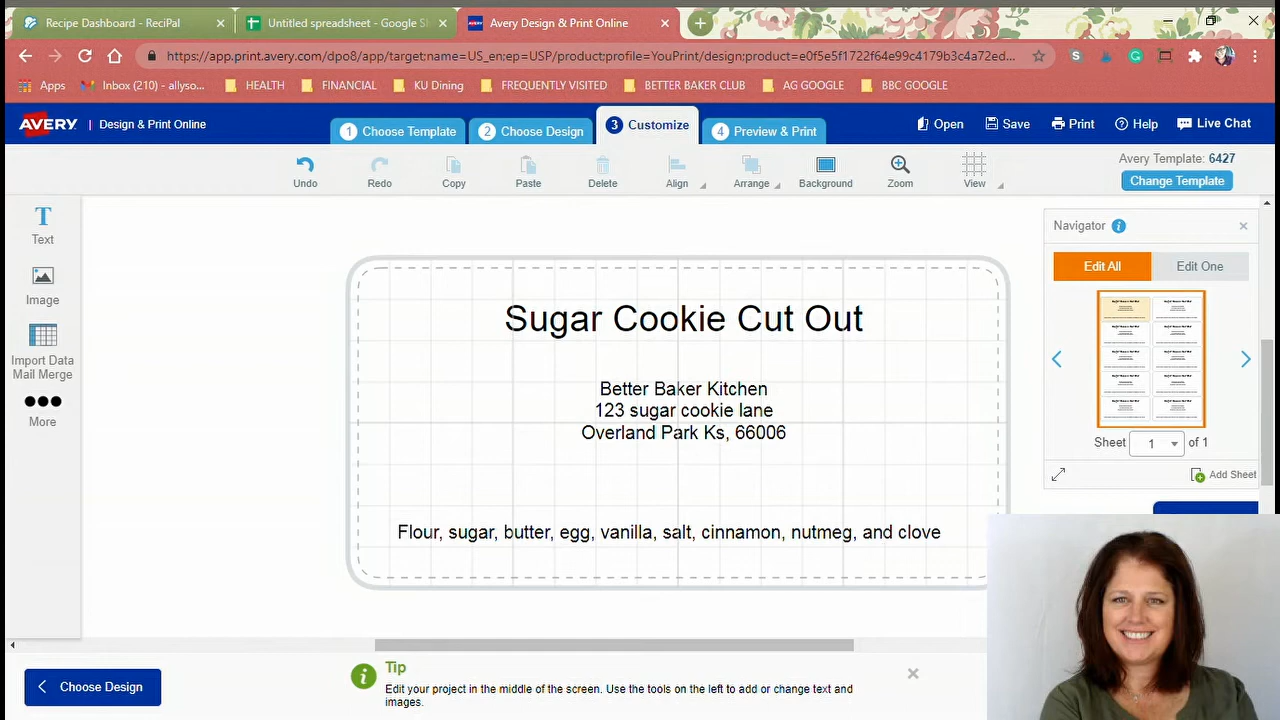 Recipe Dashboard - ReciPal
Untitled spreadsheet - Google Sh
Avery Design & Print Online
https://app.print.avery.com/dpo8/app/target:name=US_en;ep=USP/product:profile=YouPrint/design:product=e0f5e5f1722f64e99c4179b3c4a72ed...
Apps
Inbox (210) - allyso...
HEALTH
FINANCIAL
KU Dining
FREQUENTLY VISITED
BETTER BAKER CLUB
AG GOOGLE
BBC GOOGLE
AVERY | Design & Print Online
1 Choose Template
2 Choose Design
3 Customize
4 Preview & Print
Open
Save
Print
Help
Live Chat
Undo
Redo
Copy
Paste
Delete
Align
Arrange
Background
Zoom
View
Avery Template: 6427
Change Template
Text
Image
Import Data
Mail Merge
More
Sugar Cookie Cut Out
Better Baker Kitchen
123 sugar cookie lane
Overland Park Ks, 66006
Flour, sugar, butter, egg, vanilla, salt, cinnamon, nutmeg, and clove
Navigator
Edit All
Edit One
Sheet 1 of 1
Add Sheet
Choose Design
Tip
Edit your project in the middle of the screen. Use the tools on the left to add or change text and
images.